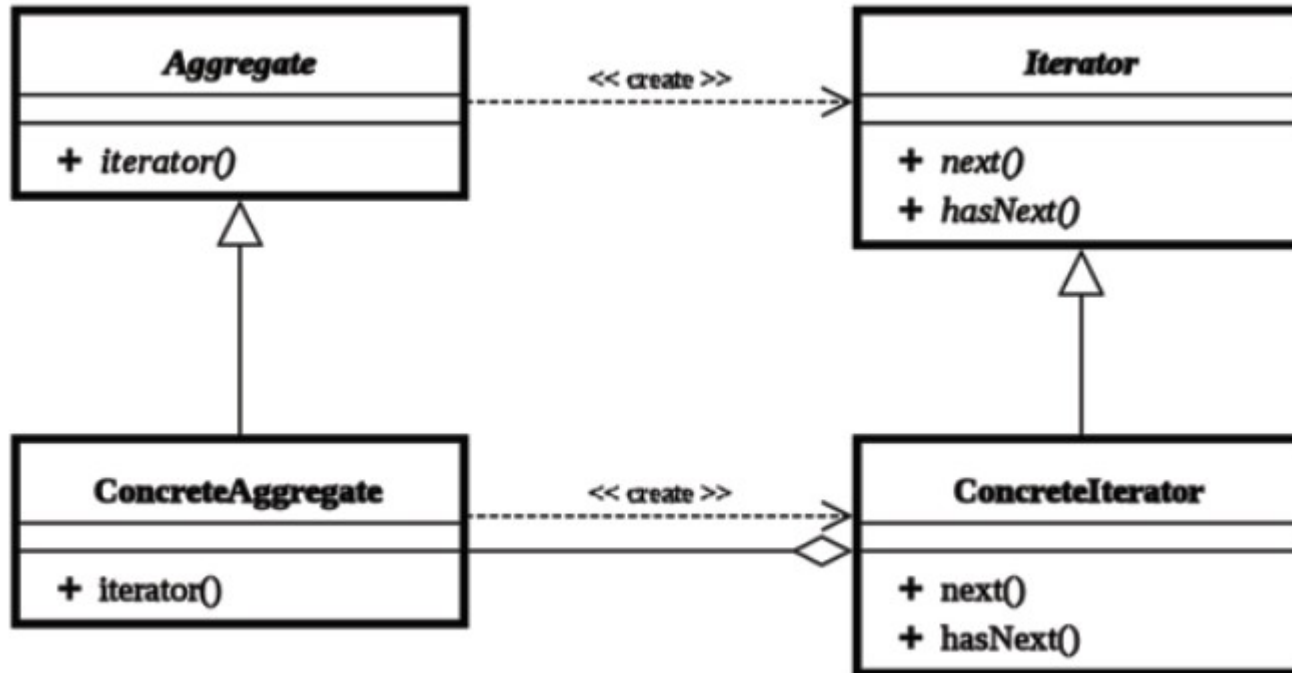 Aggregate
+ iterator()
<< create >>
Iterator
+ next()
+ hasNext()
ConcreteAggregate
+ iterator()
<< create >>
ConcreteIterator
+ next()
+ hasNext()